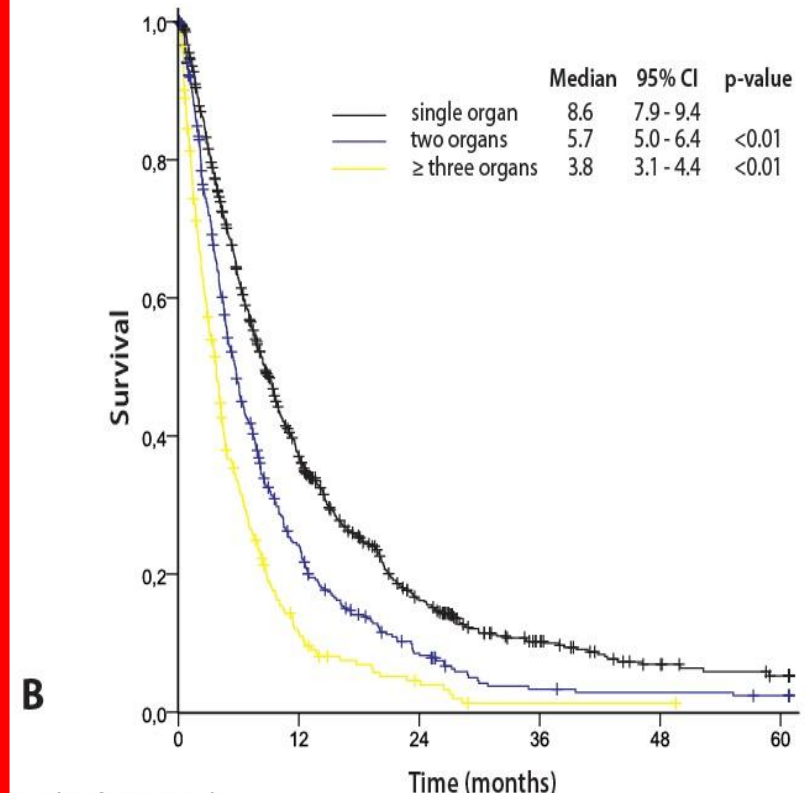 Median 95% CI p-value
single organ 8.6 7.9 - 9.4
two organs 5.7 5.0 - 6.4 <0.01
≥ three organs 3.8 3.1 - 4.4 <0.01
1,0
0,8
0,6
0,4
0,2
0,0
Survival
B
0 12 24 36 48 60
Time (months)